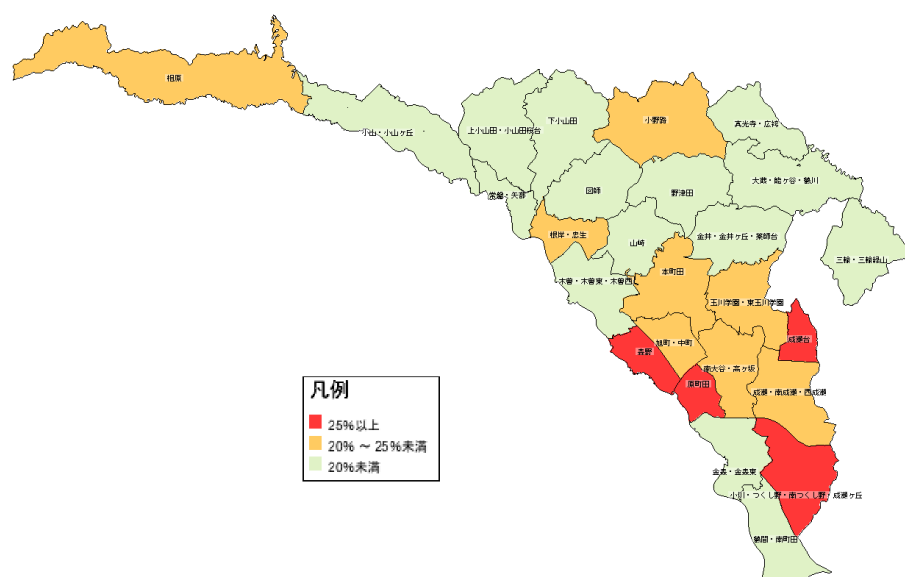 相原
小山・小山ヶ丘
上小山田・小山田桜台
下小山田
小野路
真光寺・広袴
大蔵・能ヶ谷・鶴川
図師
野津田
常盤・矢部
根岸・忠生
山崎
金井・金井ヶ丘・薬師台
三輪・三輪緑山
本町田
木曽・木曽東・木曽西
玉川学園・東玉川学園
成瀬台
森野
旭町・中町
南大谷・高ヶ坂
原町田
成瀬・南成瀬・西成瀬
凡例
25%以上
20% ～ 25%未満
20%未満
金森・金森東
小川・つくし野・南つくし野・成瀬ヶ丘
鶴間・南町田